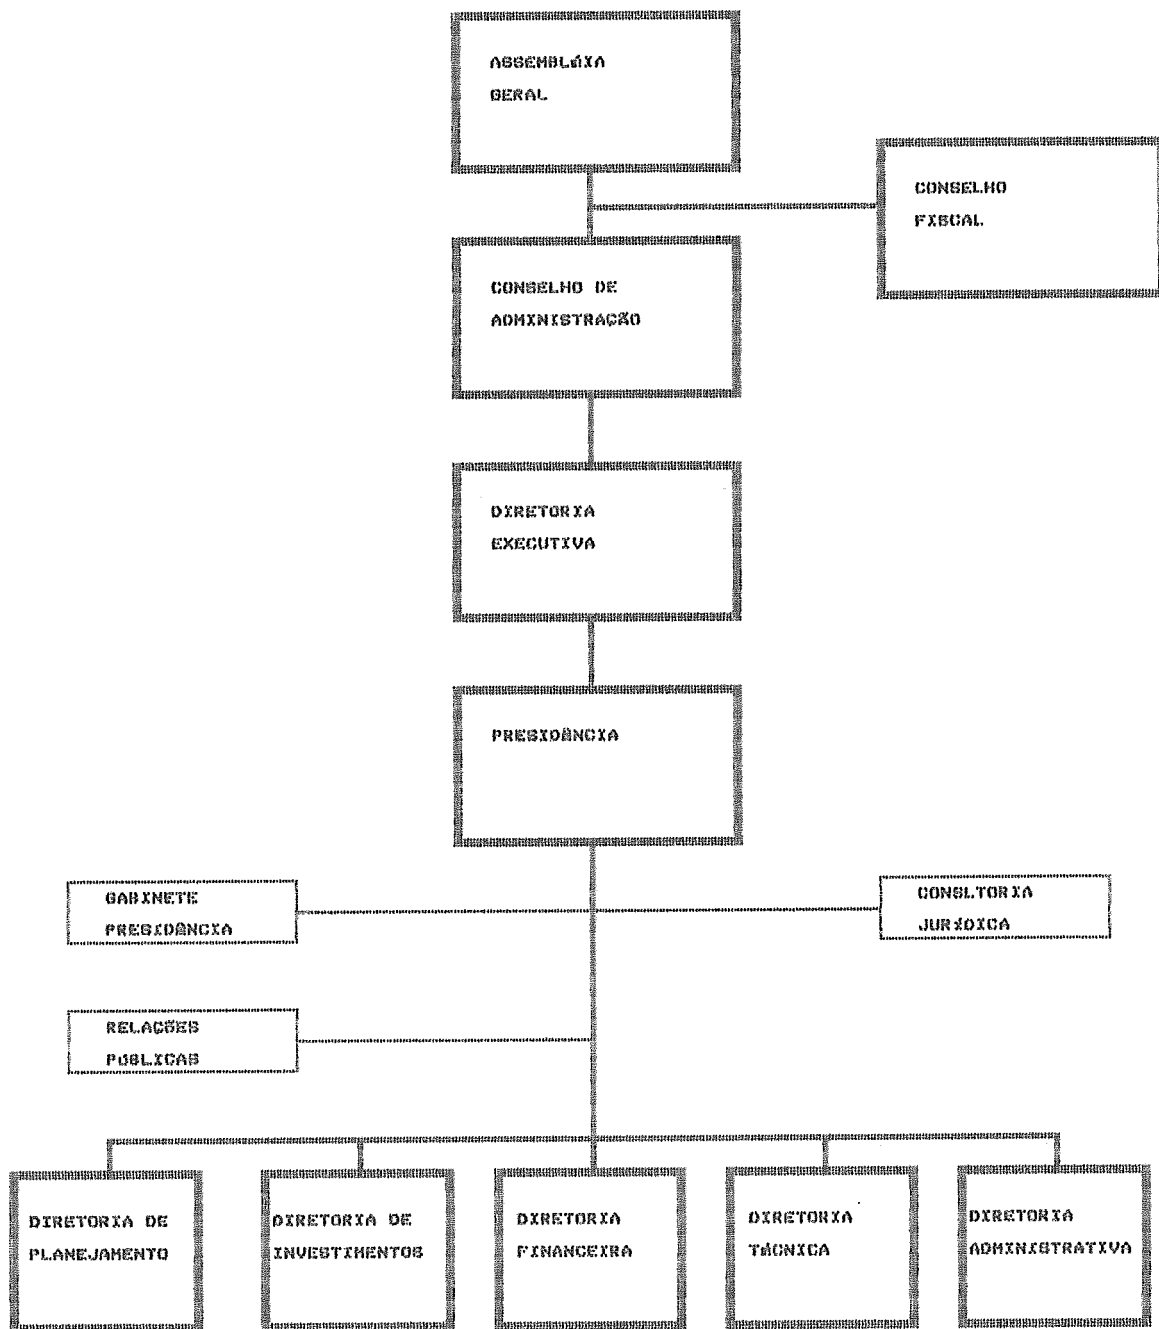 ASSEMBLÉIA
GERAL
CONSELHO
FISCAL
CONSELHO DE
ADMINISTRAÇÃO
DIRETORIA
EXECUTIVA
PRESIDÊNCIA
GABINETE
PRESIDÊNCIA
CONSLTORIA
JURÍDICA
RELAÇÕES
PÚBLICAS
DIRETORIA DE
PLANEJAMENTO
DIRETORIA DE
INVESTIMENTOS
DIRETORIA
FINANCEIRA
DIRETORIA
TÉCNICA
DIRETORIA
ADMINISTRATIVA